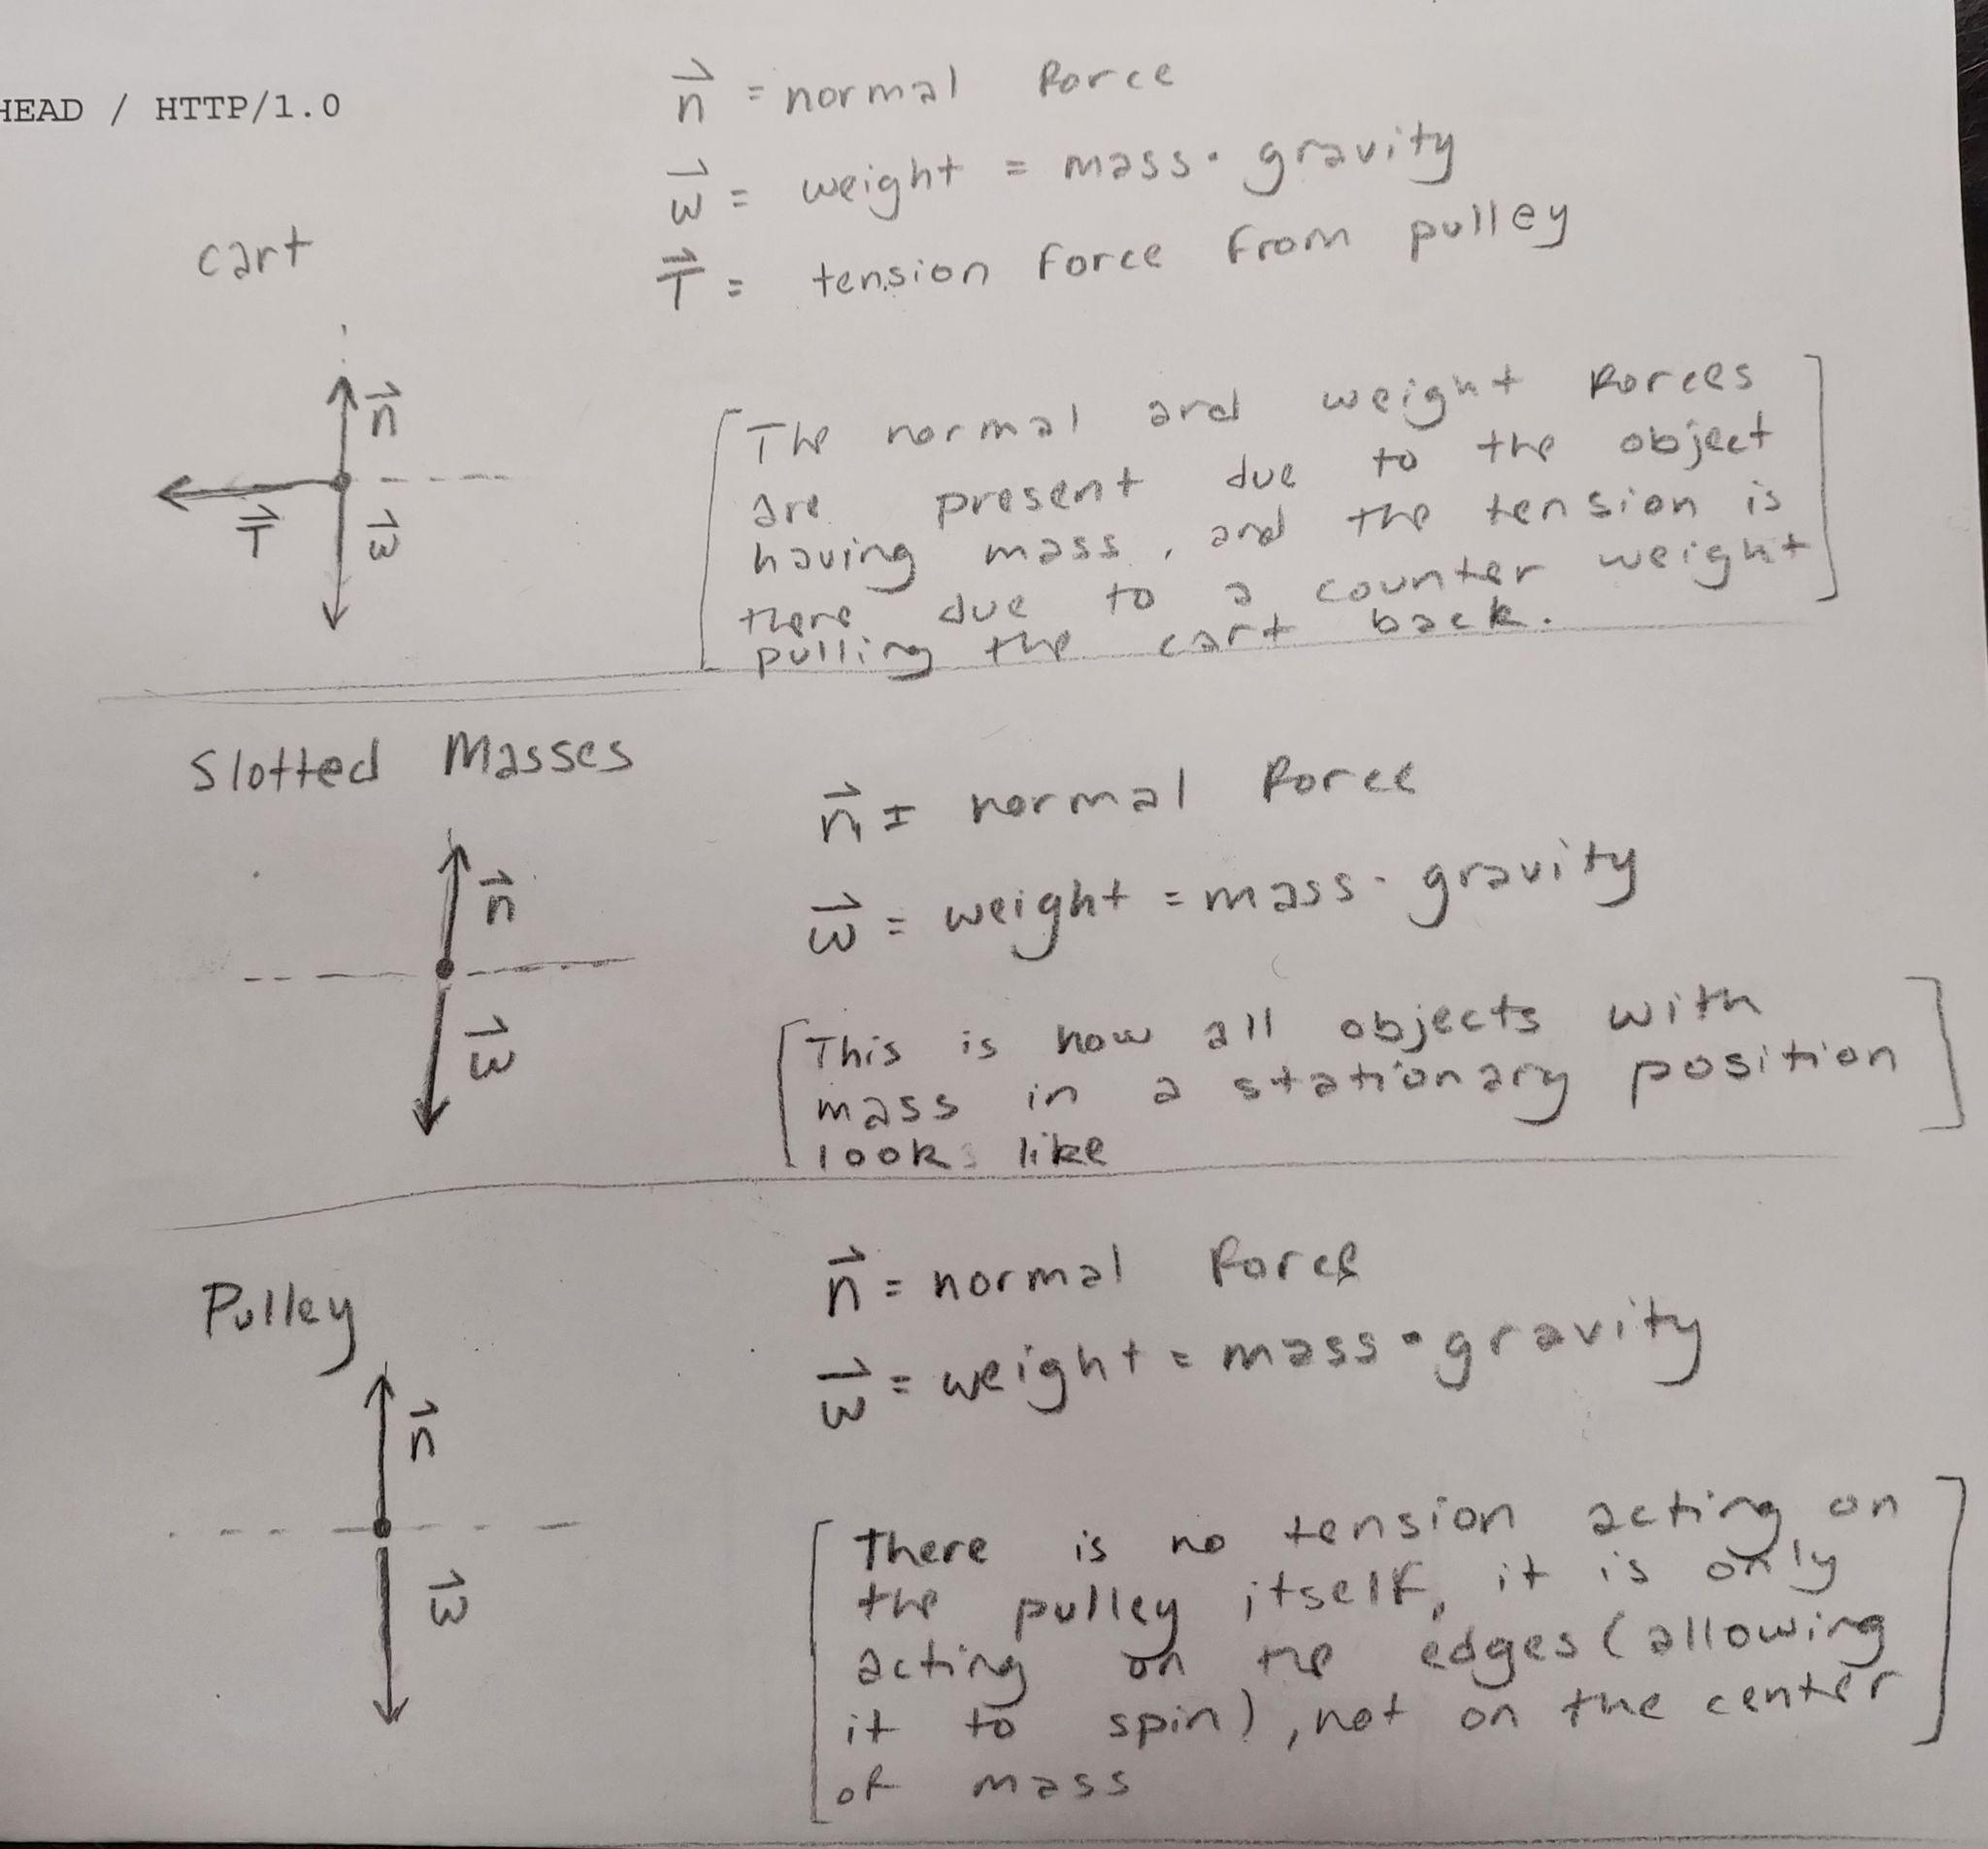 HEAD / HTTP/1.0
n⃗ = normal force
w⃗ = weight = mass · gravity
T⃗ = tension force from pulley
cart
n⃗
T⃗
w⃗
The normal and weight forces
are present due to the object
having mass, and the tension is
there due to a counter weight
pulling the cart back.
Slotted Masses
n⃗
w⃗
n⃗ = normal force
w⃗ = weight = mass · gravity
This is how all objects with
mass in a stationary position
looks like
Pulley
n⃗
w⃗
n⃗ = normal force
w⃗ = weight = mass · gravity
There is no tension acting on
the pulley itself, it is only
acting on the edges (allowing
it to spin), not on the center
of mass